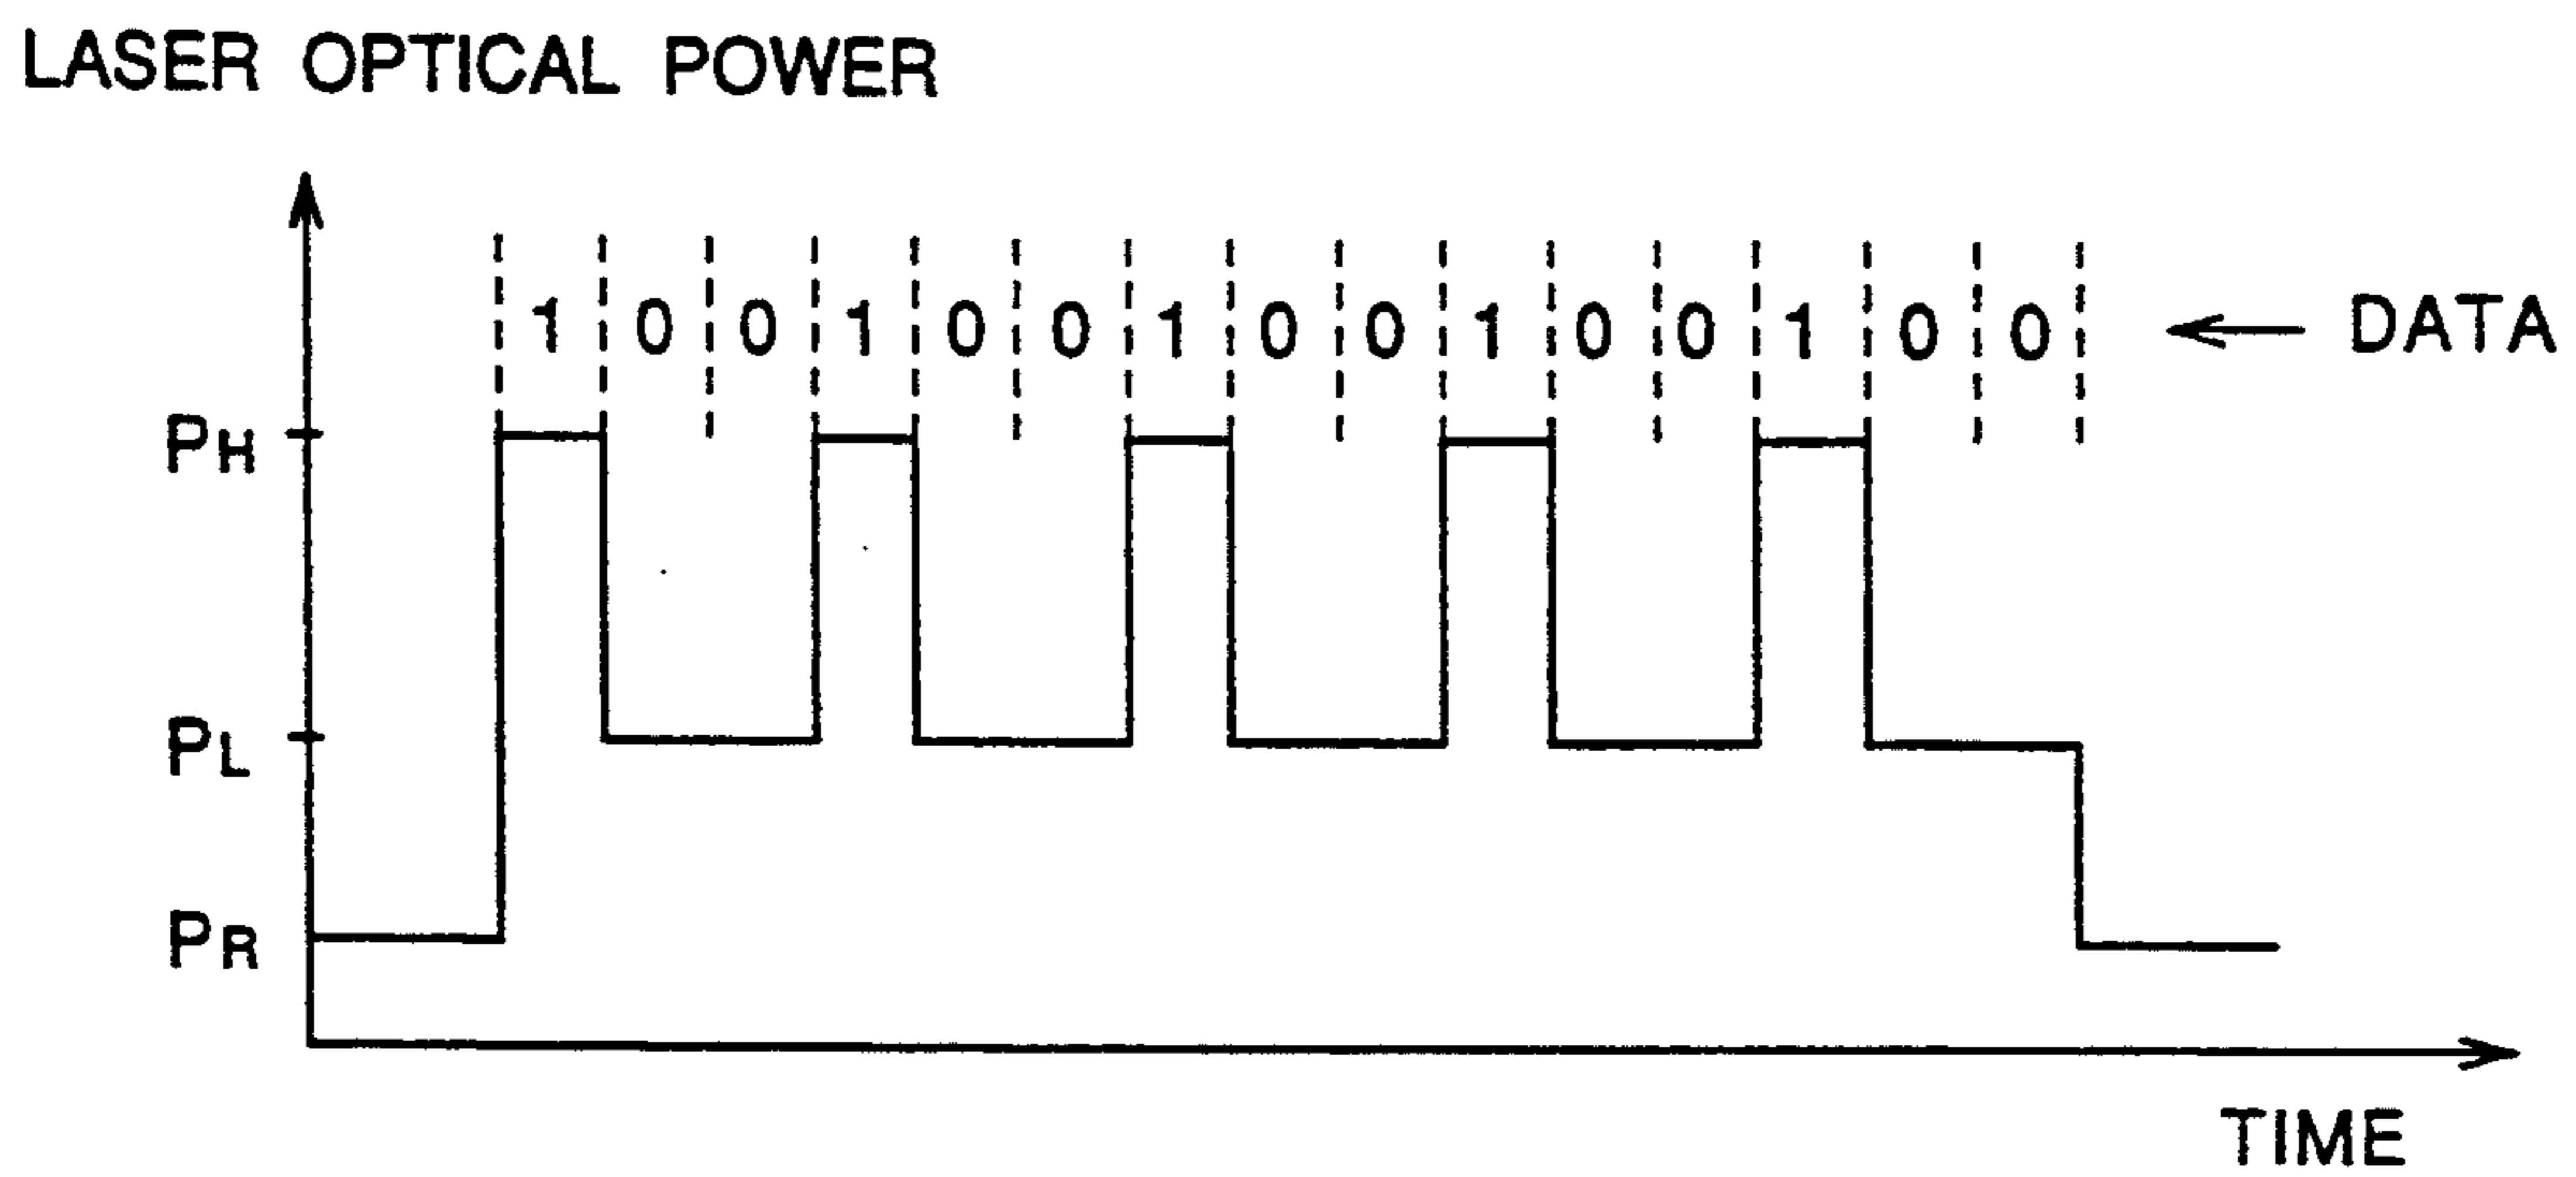 LASER OPTICAL POWER
1 0 0 1 0 0 1 0 0 1 0 0 1 0 0 ← DATA
PH
PL
PR
TIME